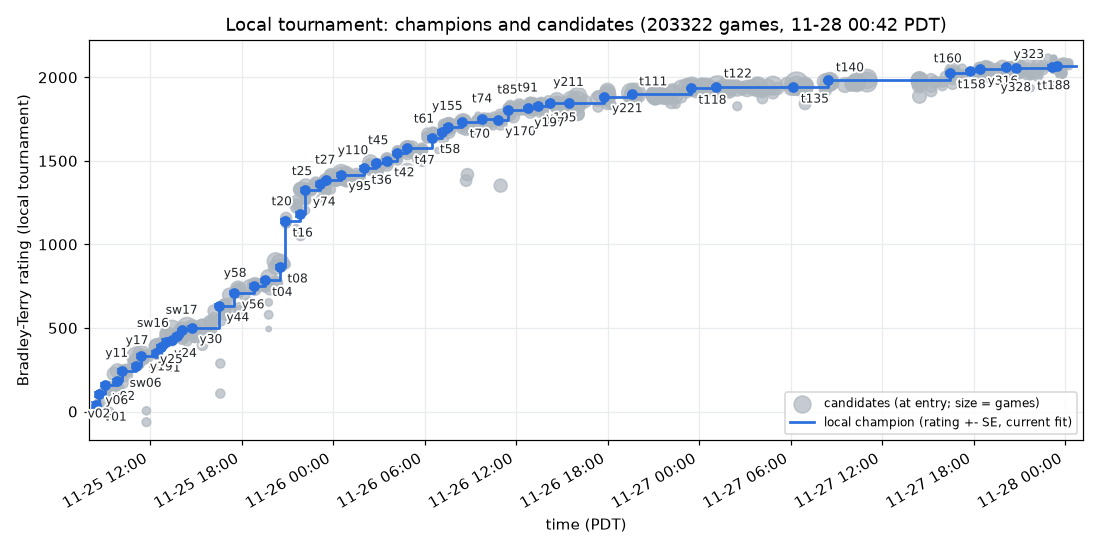 Local tournament: champions and candidates (203322 games, 11-28 00:42 PDT)
Bradley-Terry rating (local tournament)
2000
1500
1000
500
0
t160
y323
t140
t122
t111
y211
t91
t85
t74
y155
t61
t45
y110
t27
t25
t20
y58
sw17
sw16
y17
y11
t158
y328
tt188
t135
t118
y221
y197
y170
t70
t58
t47
t42
t36
y95
y74
t16
t08
t04
y56
y44
y30
y25
sw06
y06
candidates (at entry; size = games)
local champion (rating +- SE, current fit)
11-25 12:00
11-25 18:00
11-26 00:00
11-26 06:00
11-26 12:00
11-26 18:00
11-27 00:00
11-27 06:00
11-27 12:00
11-27 18:00
11-28 00:00
time (PDT)